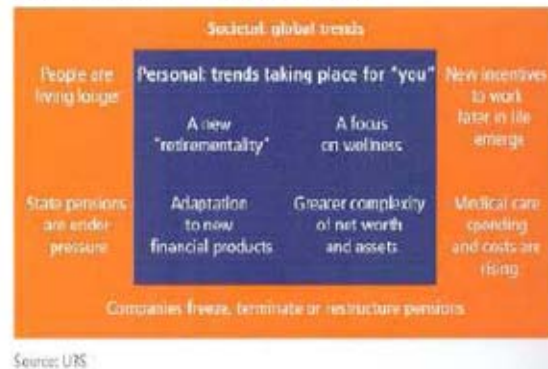 Societal: global trends
People are
living longer
Personal: trends taking place for "you"
New incentives
to work
later in life
emerge
A new
"retirementality"
A focus
on wellness
State pensions
are under
pressure
Adaptation
to new
financial products
Greater complexity
of net worth
and assets
Medical care
spending
and costs are
rising
Companies freeze, terminate or restructure pensions
Source: UBS